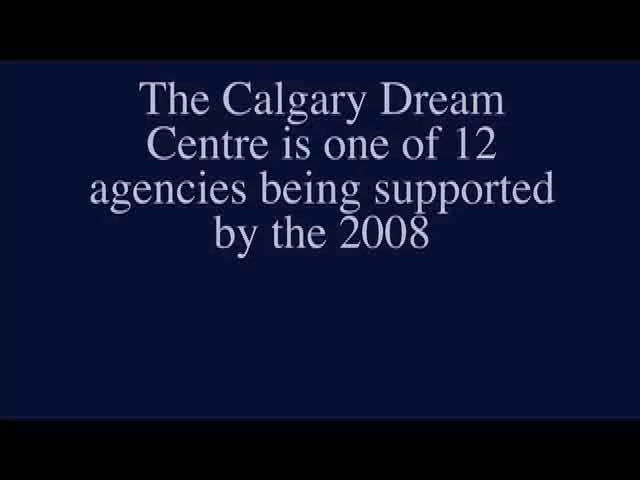 The Calgary Dream
Centre is one of 12
agencies being supported
by the 2008